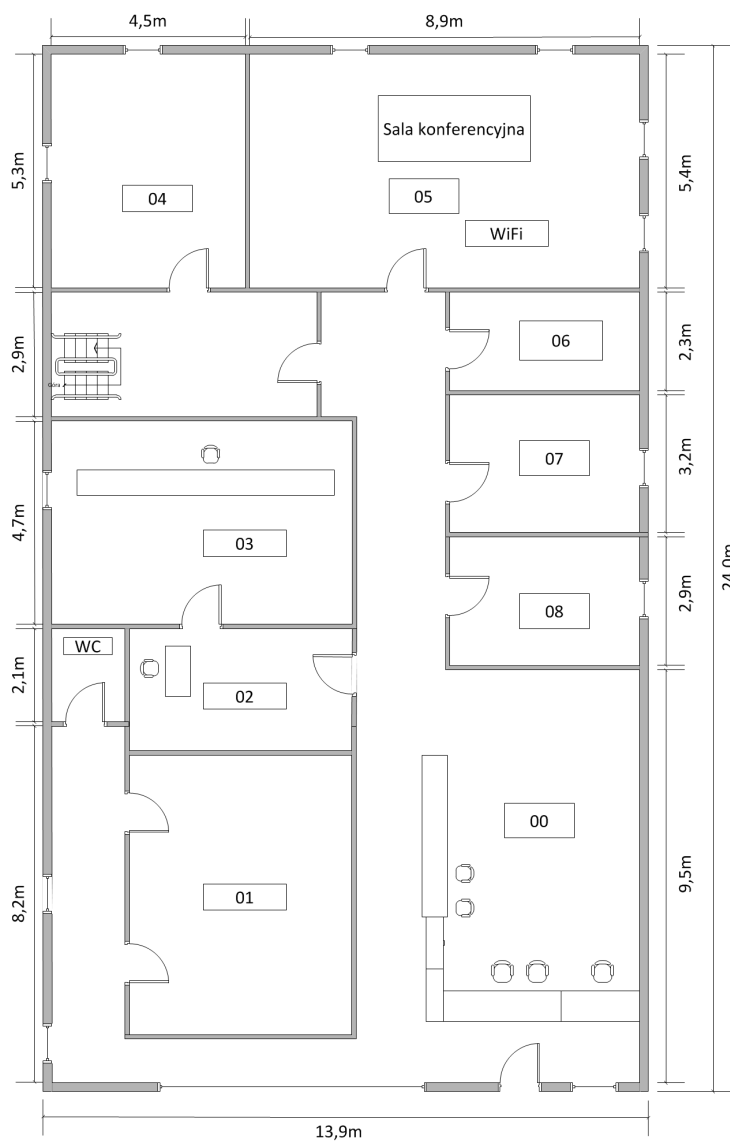 4,5m
8,9m
5,3m
Sala konferencyjna
04
05
WiFi
5,4m
2,9m
Góra
06
2,3m
4,7m
07
3,2m
03
24,0m
08
2,9m
WC
2,1m
02
00
9,5m
8,2m
01
13,9m